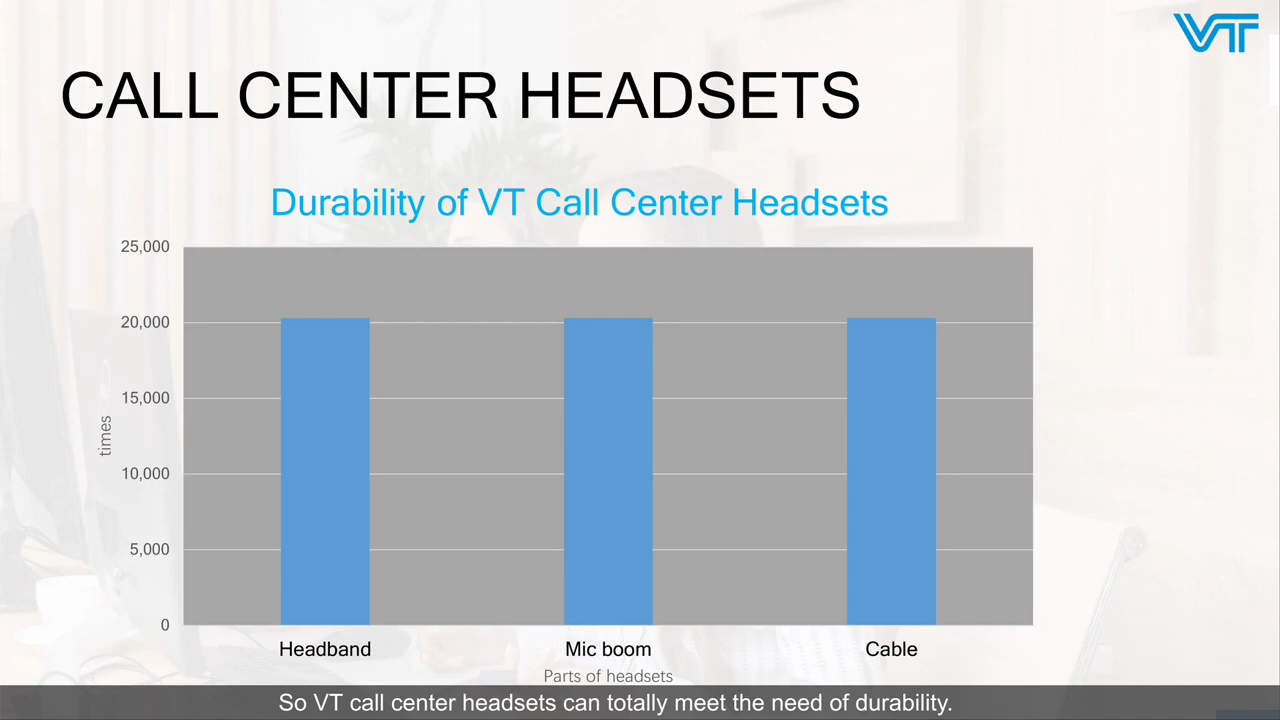 VT
CALL CENTER HEADSETS
Durability of VT Call Center Headsets
25,000
20,000
15,000
10,000
5,000
0
times
Headband Mic boom Cable
Parts of headsets
So VT call center headsets can totally meet the need of durability.